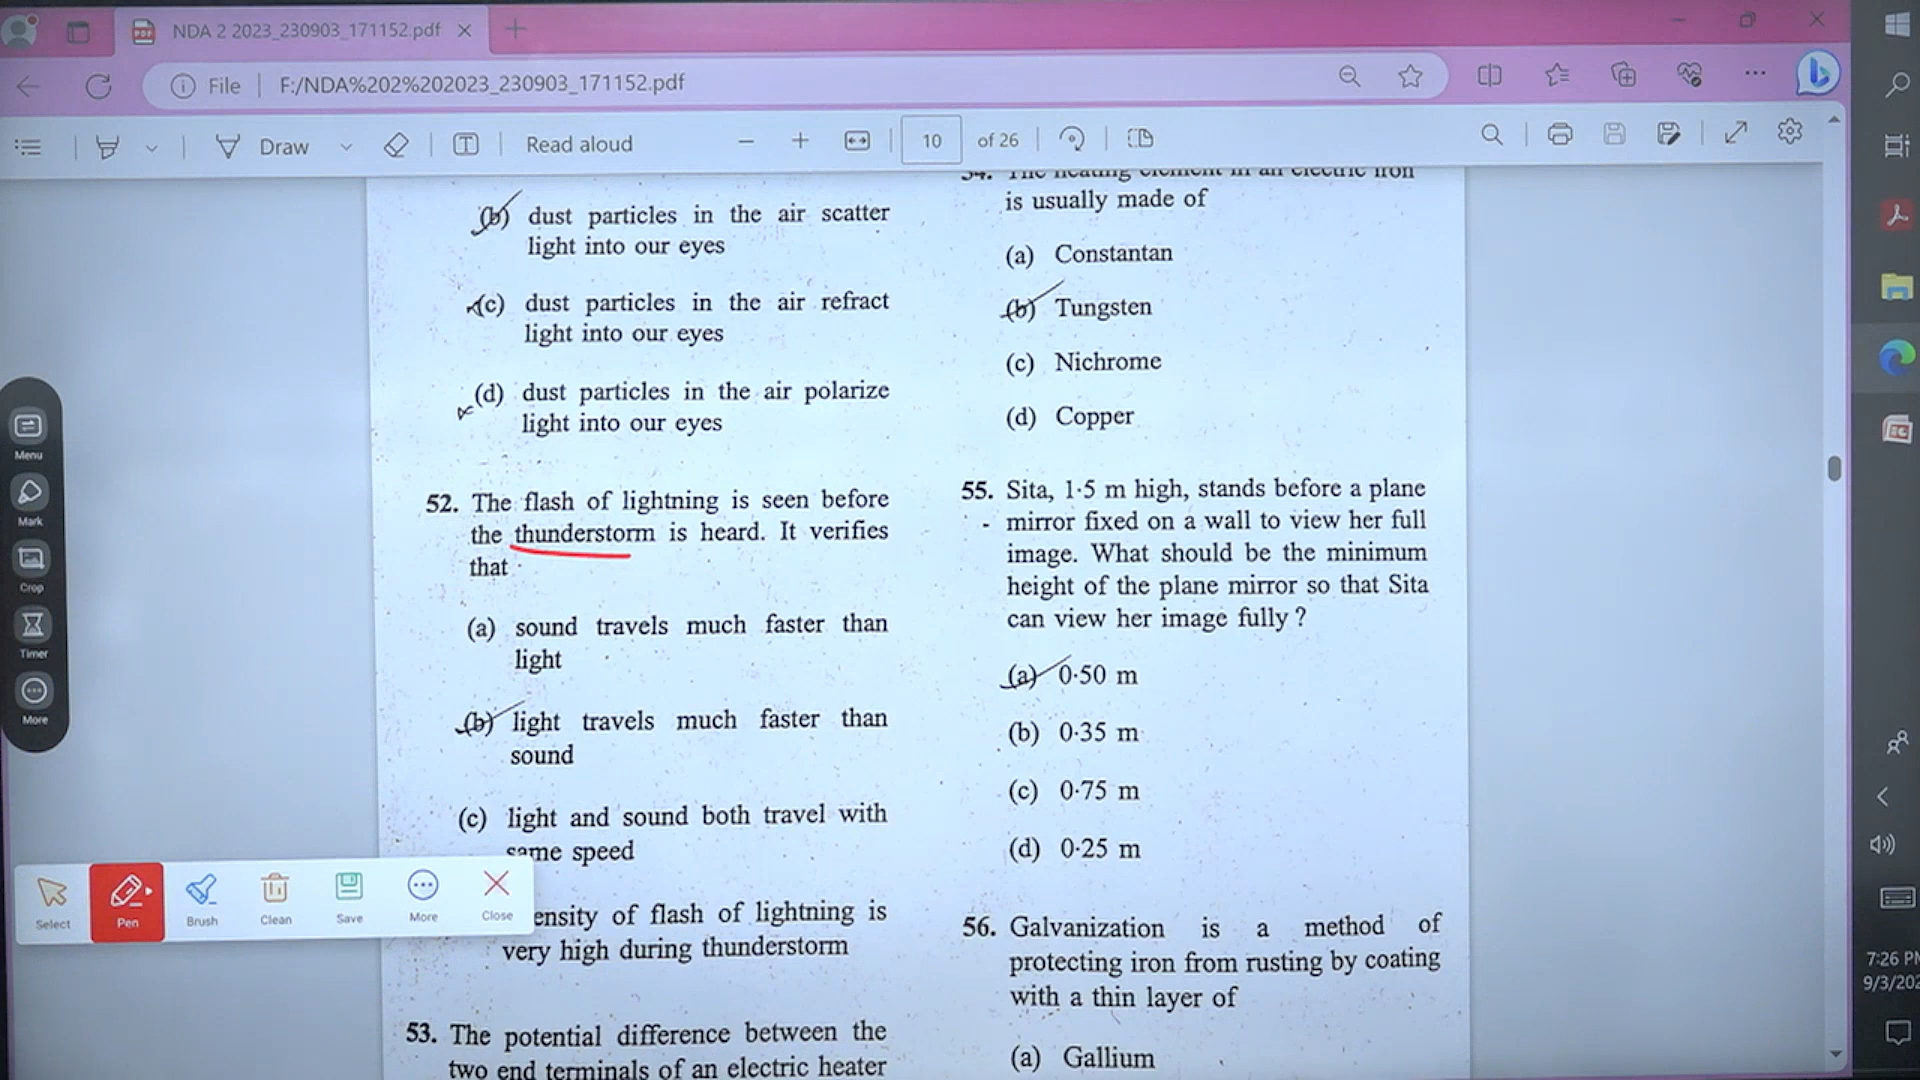 NDA 2 2023_230903_171152.pdf
File
F:/NDA%202%202023_230903_171152.pdf
Draw
Read aloud
10
of 26
(b) dust particles in the air scatter
light into our eyes
(c) dust particles in the air refract
light into our eyes
(d) dust particles in the air polarize
light into our eyes
52. The flash of lightning is seen before
the thunderstorm is heard. It verifies
that
(a) sound travels much faster than
light
(b) light travels much faster than
sound
(c) light and sound both travel with
same speed
ensity of flash of lightning is
very high during thunderstorm
53. The potential difference between the
two end terminals of an electric heater
54. The heating element in an electric iron
is usually made of
(a) Constantan
(b) Tungsten
(c) Nichrome
(d) Copper
55. Sita, 1·5 m high, stands before a plane
mirror fixed on a wall to view her full
image. What should be the minimum
height of the plane mirror so that Sita
can view her image fully ?
(a) 0·50 m
(b) 0·35 m
(c) 0·75 m
(d) 0·25 m
56. Galvanization is a method of
protecting iron from rusting by coating
with a thin layer of
(a) Gallium
Menu
Mark
Crop
Timer
More
Select
Pen
Brush
Clean
Save
More
Close
7:26 PM
9/3/202